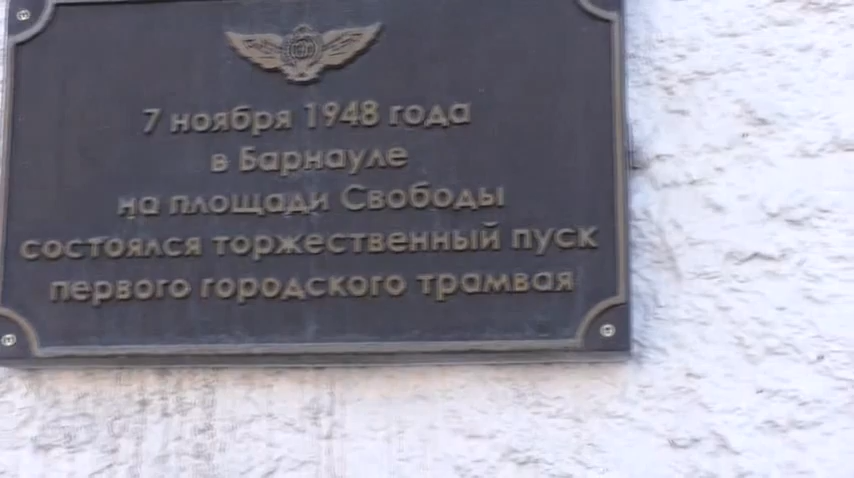 7 ноября 1948 года
в Барнауле
на площади Свободы
состоялся торжественный пуск
первого городского трамвая